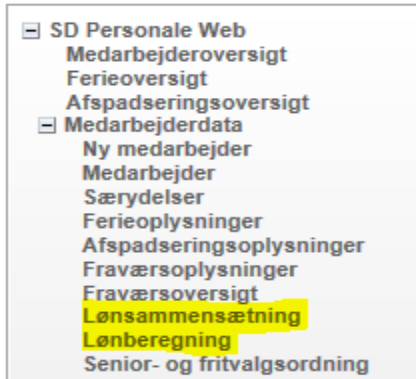 SD Personale Web
Medarbejderoversigt
Ferieoversigt
Afspadseringsoversigt
Medarbejderdata
Ny medarbejder
Medarbejder
Særydelser
Ferieoplysninger
Afspadseringsoplysninger
Fraværsoplysninger
Fraværsoversigt
Lønsammensætning
Lønberegning
Senior- og fritvalgsordning